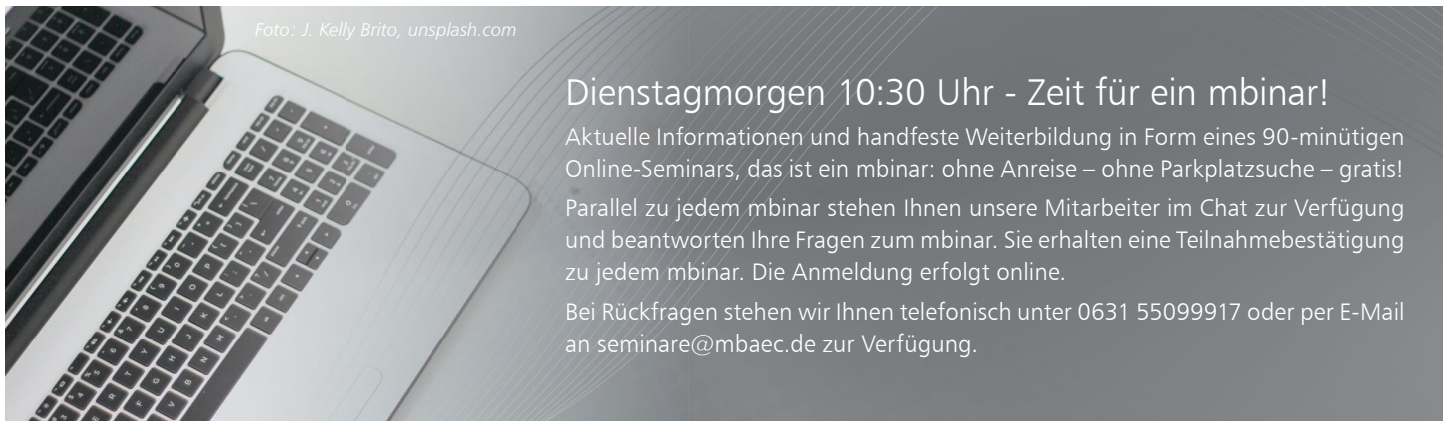 Foto: J. Kelly Brito, unsplash.com
Dienstagmorgen 10:30 Uhr - Zeit für ein mbinar!
Aktuelle Informationen und handfeste Weiterbildung in Form eines 90-minütigen
Online-Seminars, das ist ein mbinar: ohne Anreise – ohne Parkplatzsuche – gratis!
Parallel zu jedem mbinar stehen Ihnen unsere Mitarbeiter im Chat zur Verfügung
und beantworten Ihre Fragen zum mbinar. Sie erhalten eine Teilnahmebestätigung
zu jedem mbinar. Die Anmeldung erfolgt online.
Bei Rückfragen stehen wir Ihnen telefonisch unter 0631 55099917 oder per E-Mail
an seminare@mbaec.de zur Verfügung.